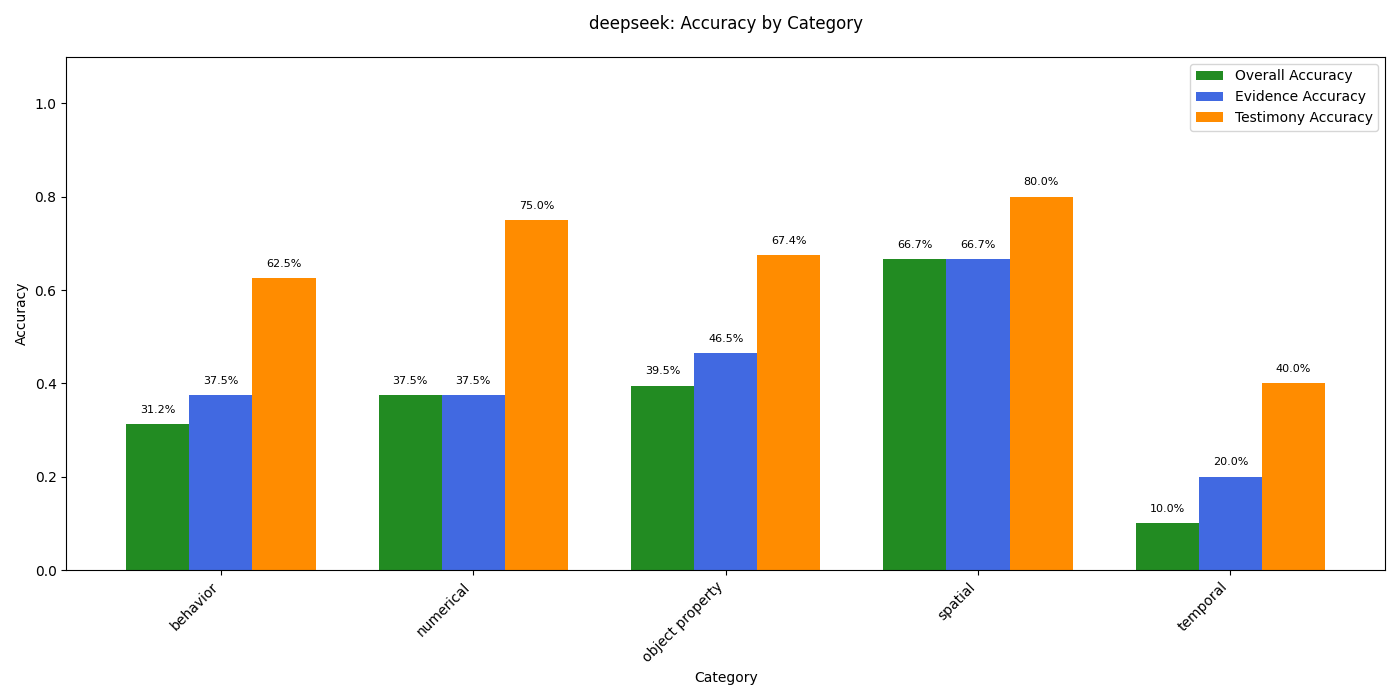 deepseek: Accuracy by Category
Overall Accuracy
Evidence Accuracy
Testimony Accuracy
Accuracy
1.0
0.8
0.6
0.4
0.2
0.0
31.2%
37.5%
62.5%
37.5%
37.5%
75.0%
39.5%
46.5%
67.4%
66.7%
66.7%
80.0%
10.0%
20.0%
40.0%
behavior
numerical
object property
spatial
temporal
Category